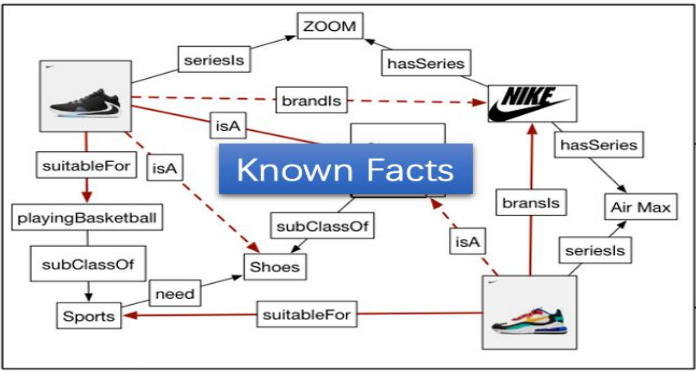 ZOOM
seriesIs
hasSeries
NIKE
brandIs
isA
hasSeries
suitableFor
isA
Known Facts
bransIs
Air Max
playingBasketball
subClassOf
isA
seriesIs
subClassOf
Shoes
need
Sports
suitableFor